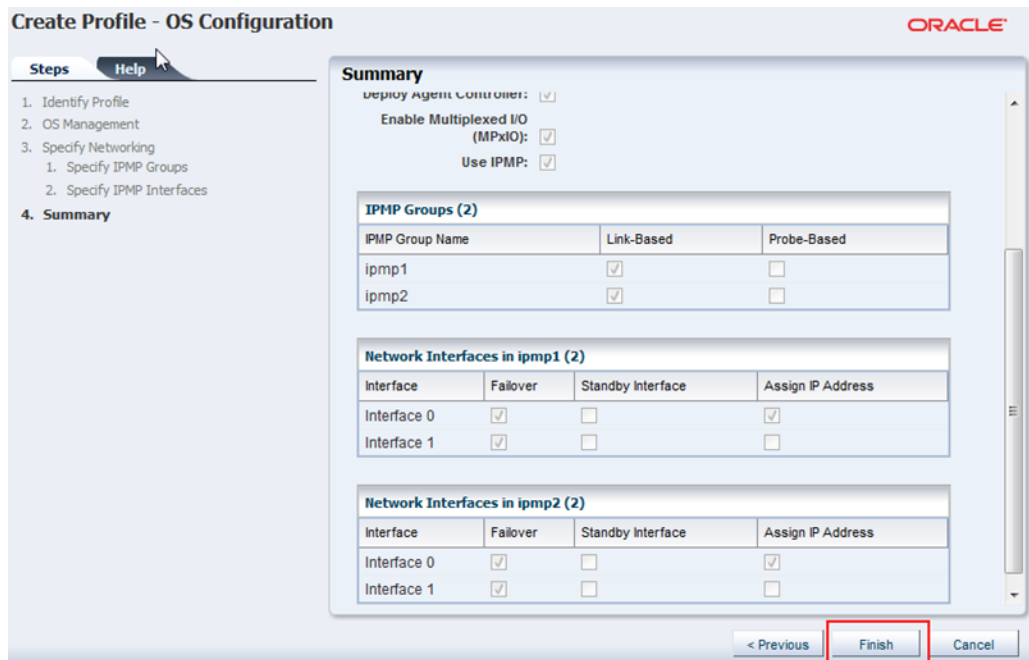 Create Profile - OS Configuration
ORACLE
Steps Help
1. Identify Profile
2. OS Management
3. Specify Networking
1. Specify IPMP Groups
2. Specify IPMP Interfaces
4. Summary
Summary
Deploy Agent Controller:
Enable Multiplexed I/O
(MPxIO):
Use IPMP:
IPMP Groups (2)
IPMP Group Name Link-Based Probe-Based
ipmp1
ipmp2
Network Interfaces in ipmp1 (2)
Interface Failover Standby Interface Assign IP Address
Interface 0
Interface 1
Network Interfaces in ipmp2 (2)
Interface Failover Standby Interface Assign IP Address
Interface 0
Interface 1
< Previous Finish Cancel